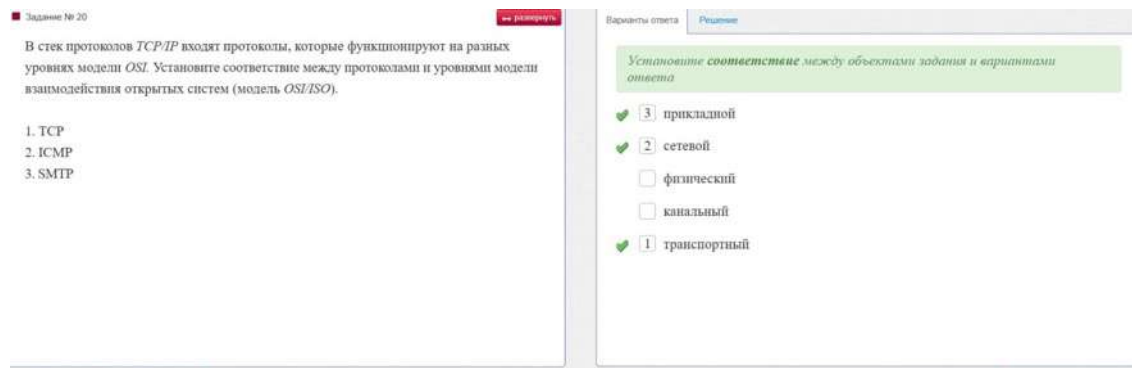 Задание № 20
развернуть
В стек протоколов TCP/IP входят протоколы, которые функционируют на разных
уровнях модели OSI. Установите соответствие между протоколами и уровнями модели
взаимодействия открытых систем (модель OSI/ISO).
1. TCP
2. ICMP
3. SMTP
Варианты ответа
Решение
Установите соответствие между объектами задания и вариантами
ответа
3 прикладной
2 сетевой
физический
канальный
1 транспортный